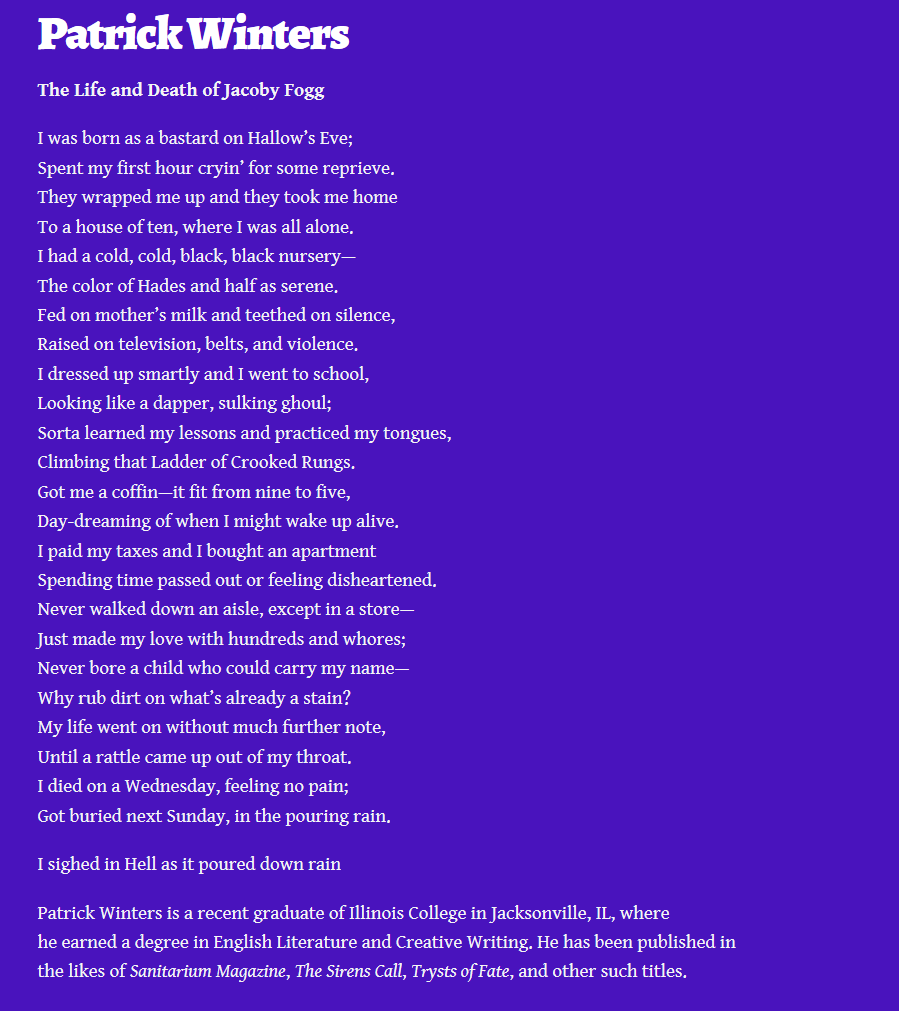 Patrick Winters
The Life and Death of Jacoby Fogg
I was born as a bastard on Hallow’s Eve;
Spent my first hour cryin’ for some reprieve.
They wrapped me up and they took me home
To a house of ten, where I was all alone.
I had a cold, cold, black, black nursery—
The color of Hades and half as serene.
Fed on mother’s milk and teethed on silence,
Raised on television, belts, and violence.
I dressed up smartly and I went to school,
Looking like a dapper, sulking ghoul;
Sorta learned my lessons and practiced my tongues,
Climbing that Ladder of Crooked Rungs.
Got me a coffin—it fit from nine to five,
Day-dreaming of when I might wake up alive.
I paid my taxes and I bought an apartment
Spending time passed out or feeling disheartened.
Never walked down an aisle, except in a store—
Just made my love with hundreds and whores;
Never bore a child who could carry my name—
Why rub dirt on what’s already a stain?
My life went on without much further note,
Until a rattle came up out of my throat.
I died on a Wednesday, feeling no pain;
Got buried next Sunday, in the pouring rain.
I sighed in Hell as it poured down rain
Patrick Winters is a recent graduate of Illinois College in Jacksonville, IL, where
he earned a degree in English Literature and Creative Writing. He has been published in
the likes of Sanitarium Magazine, The Sirens Call, Trysts of Fate, and other such titles.